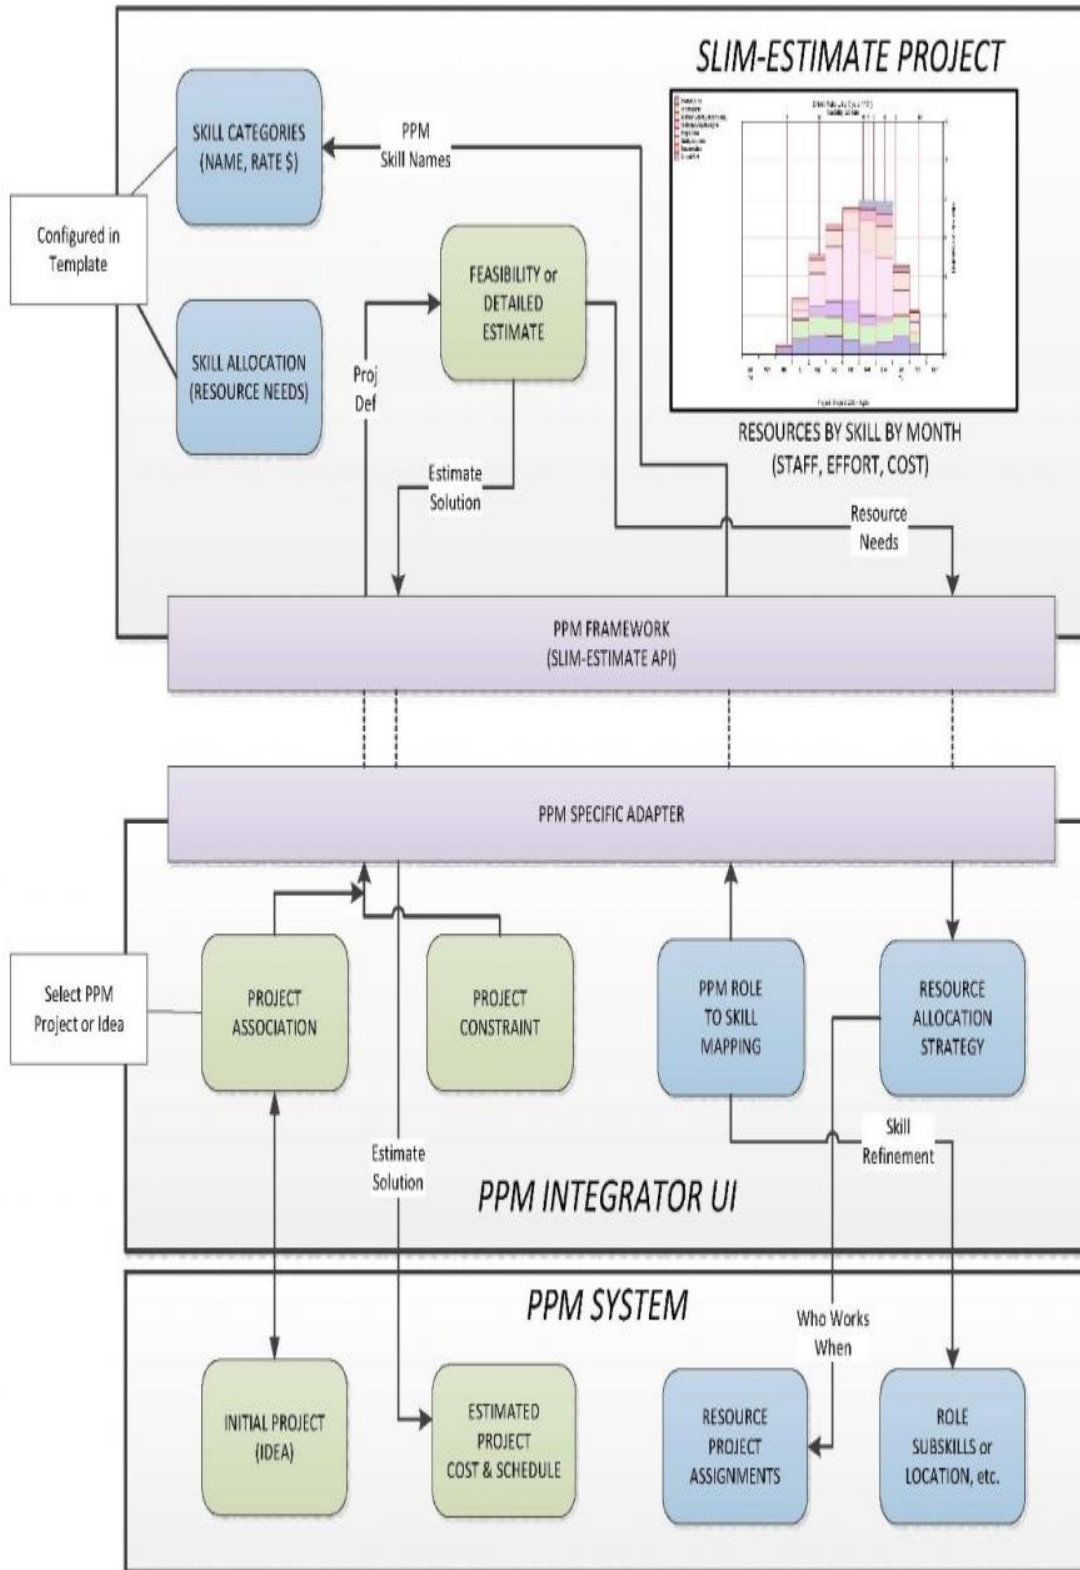 SLIM-ESTIMATE PROJECT
SKILL CATEGORIES
(NAME, RATE $)
PPM
Skill Names
Configured in
Template
FEASIBILITY or
DETAILED
ESTIMATE
SKILL ALLOCATION
(RESOURCE NEEDS)
Proj
Def
RESOURCES BY SKILL BY MONTH
(STAFF, EFFORT, COST)
Estimate
Solution
Resource
Needs
PPM FRAMEWORK
(SLIM-ESTIMATE API)
PPM SPECIFIC ADAPTER
Select PPM
Project or Idea
PROJECT
ASSOCIATION
PROJECT
CONSTRAINT
PPM ROLE
TO SKILL
MAPPING
RESOURCE
ALLOCATION
STRATEGY
Estimate
Solution
Skill
Refinement
PPM INTEGRATOR UI
PPM SYSTEM
Who Works
When
INITIAL PROJECT
(IDEA)
ESTIMATED
PROJECT
COST & SCHEDULE
RESOURCE
PROJECT
ASSIGNMENTS
ROLE
SUBSKILLS or
LOCATION, etc.